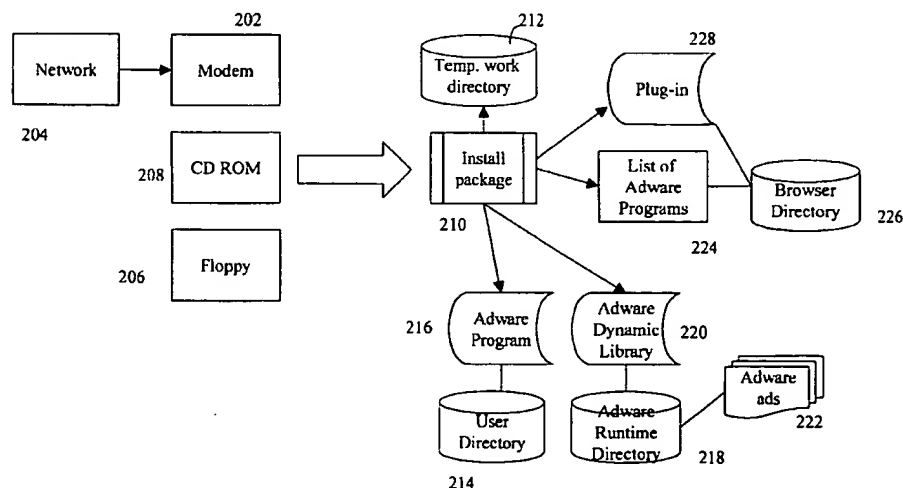 202
Network
Modem
204
208
CD ROM
206
Floppy
212
Temp. work
directory
Install
package
210
228
Plug-in
List of
Adware
Programs
224
Browser
Directory
226
216
Adware
Program
Adware
Dynamic
Library
220
User
Directory
214
Adware
Runtime
Directory
218
Adware
ads
222